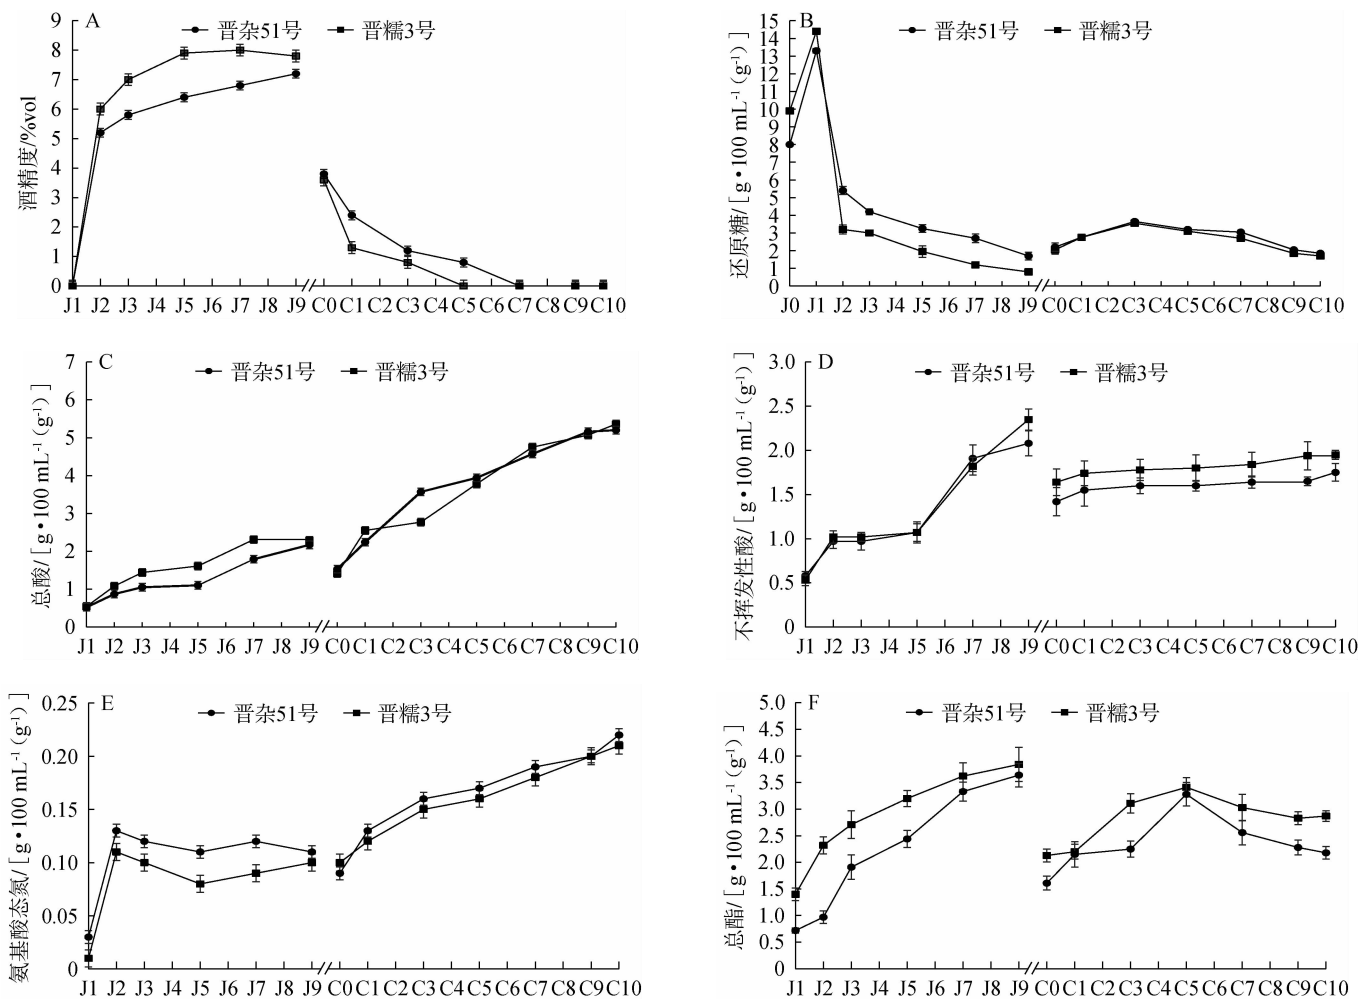 A
晋杂51号
晋糯3号
酒精度/%vol
9
8
7
6
5
4
3
2
1
0
J1 J2 J3 J4 J5 J6 J7 J8 J9 C0 C1 C2 C3 C4 C5 C6 C7 C8 C9 C10
B
晋杂51号
晋糯3号
还原糖/[g•100 mL⁻¹(g⁻¹)]
15
14
13
12
11
10
9
8
7
6
5
4
3
2
1
0
J0 J1 J2 J3 J4 J5 J6 J7 J8 J9 C0 C1 C2 C3 C4 C5 C6 C7 C8 C9 C10
C
晋杂51号
晋糯3号
总酸/[g•100 mL⁻¹(g⁻¹)]
7
6
5
4
3
2
1
0
J1 J2 J3 J4 J5 J6 J7 J8 J9 C0 C1 C2 C3 C4 C5 C6 C7 C8 C9 C10
D
晋杂51号
晋糯3号
不挥发性酸/[g•100 mL⁻¹(g⁻¹)]
3.0
2.5
2.0
1.5
1.0
0.5
0
J1 J2 J3 J4 J5 J6 J7 J8 J9 C0 C1 C2 C3 C4 C5 C6 C7 C8 C9 C10
E
晋杂51号
晋糯3号
氨基酸态氮/[g•100 mL⁻¹(g⁻¹)]
0.25
0.20
0.15
0.10
0.05
0
J1 J2 J3 J4 J5 J6 J7 J8 J9 C0 C1 C2 C3 C4 C5 C6 C7 C8 C9 C10
F
晋杂51号
晋糯3号
总酯/[g•100 mL⁻¹(g⁻¹)]
5.0
4.5
4.0
3.5
3.0
2.5
2.0
1.5
1.0
0.5
0
J1 J2 J3 J4 J5 J6 J7 J8 J9 C0 C1 C2 C3 C4 C5 C6 C7 C8 C9 C10